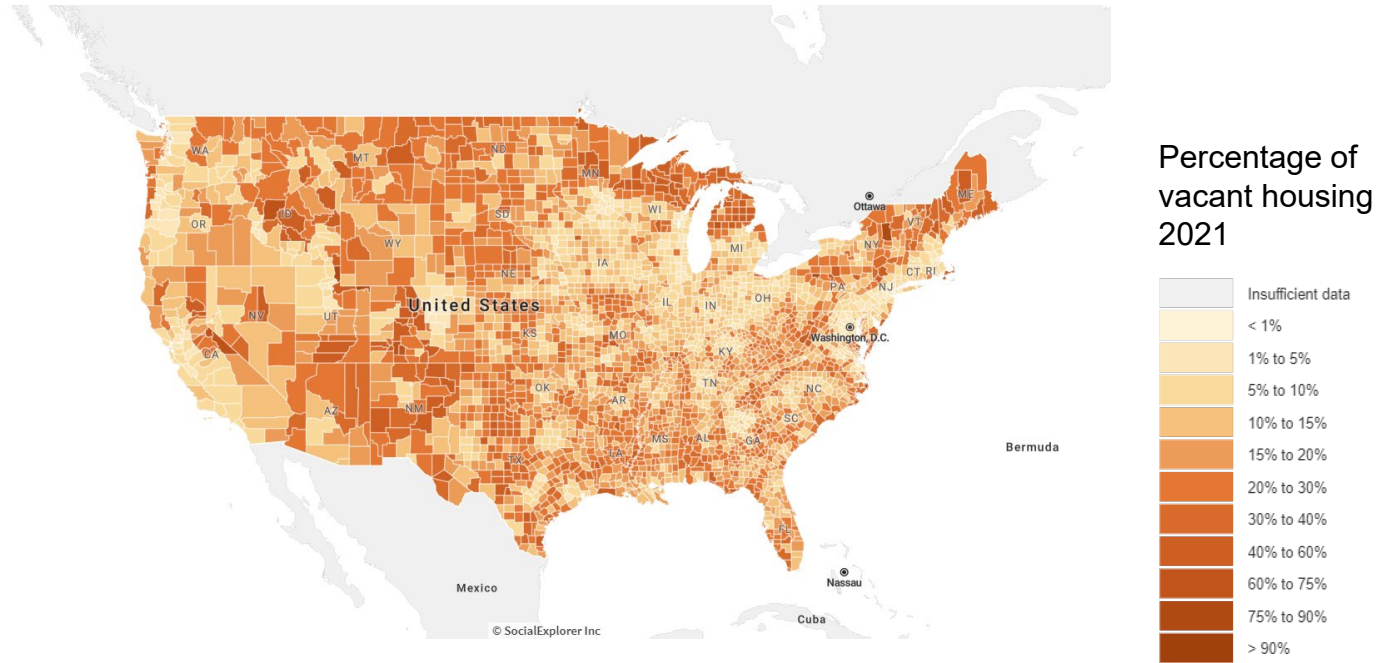 Ottawa
WA
MT
ND
MN
ME
OR
ID
SD
WI
VT
WY
MI
NY
CT RI
NE
IA
PA
NJ
NV
UT
United States
IL
IN
OH
CA
KS
MO
Washington, D.C.
KY
AZ
NM
OK
AR
TN
NC
SC
TX
LA
MS
AL
GA
FL
Bermuda
Mexico
Nassau
Cuba
© SocialExplorer Inc
Percentage of
vacant housing
2021
Insufficient data
< 1%
1% to 5%
5% to 10%
10% to 15%
15% to 20%
20% to 30%
30% to 40%
40% to 60%
60% to 75%
75% to 90%
> 90%